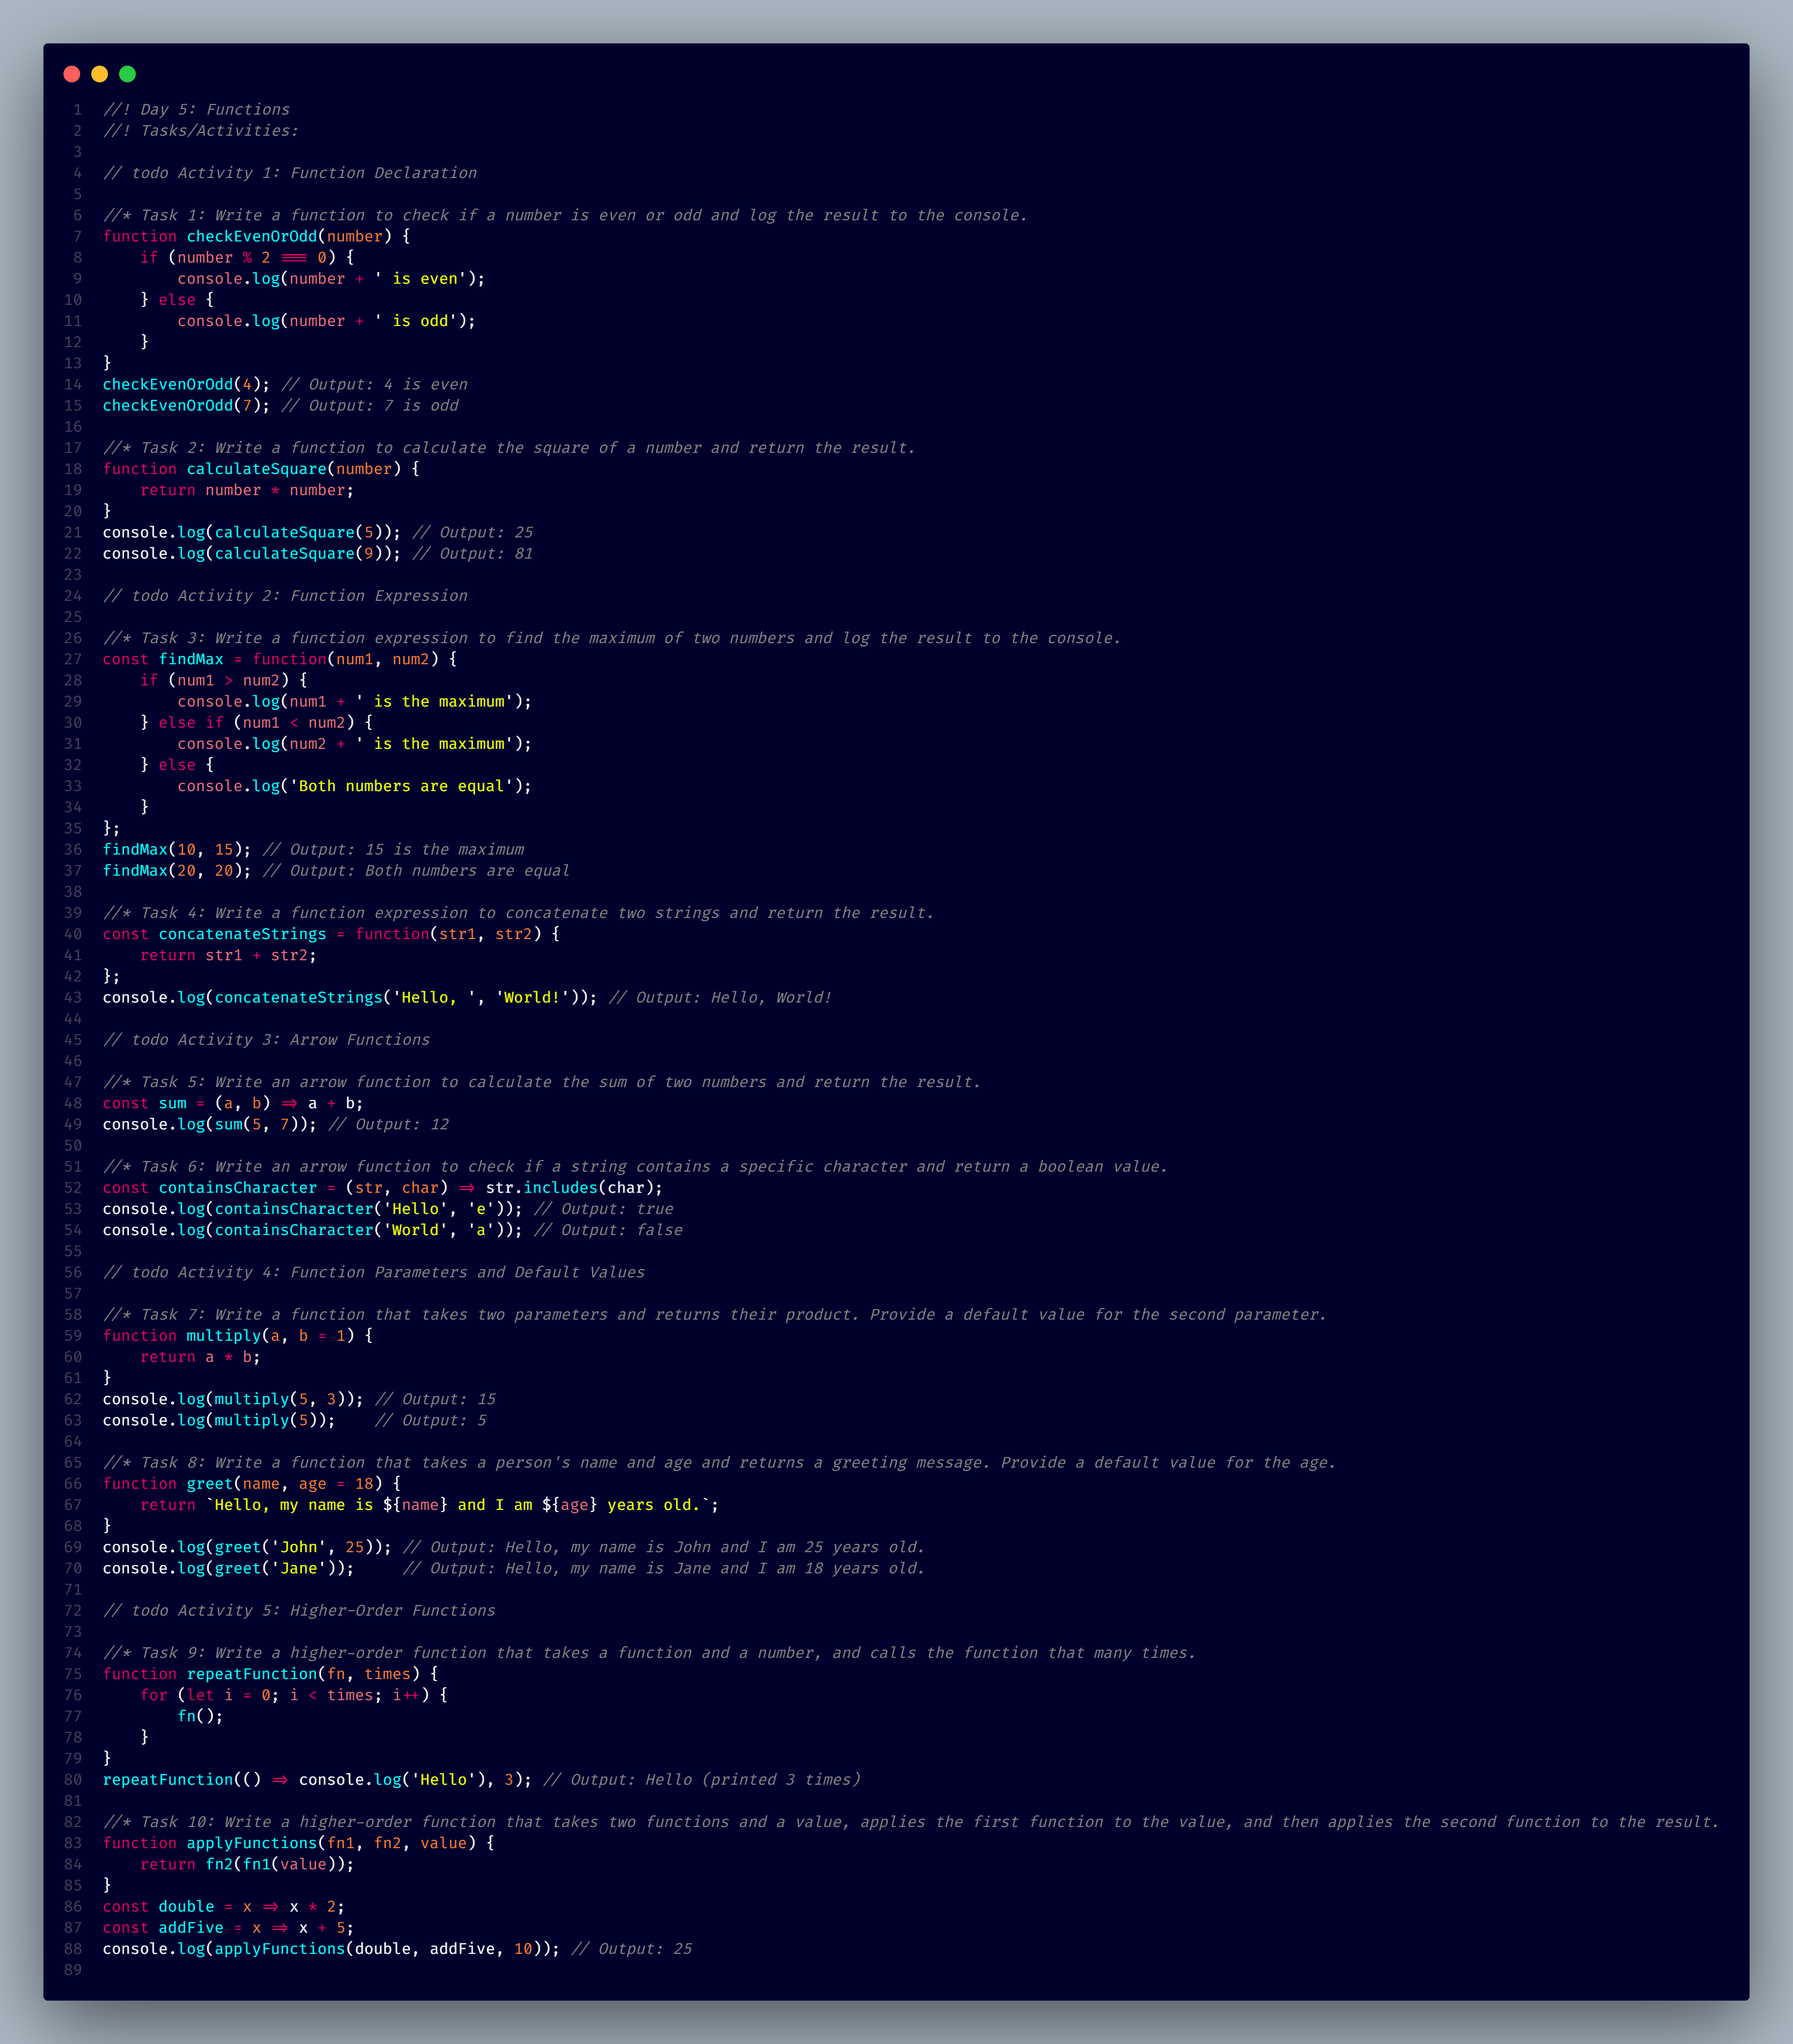 1 //! Day 5: Functions
2 //! Tasks/Activities:
3
4 // todo Activity 1: Function Declaration
5
6 //* Task 1: Write a function to check if a number is even or odd and log the result to the console.
7 function checkEvenOrOdd(number) {
8     if (number % 2 === 0) {
9         console.log(number + ' is even');
10     } else {
11         console.log(number + ' is odd');
12     }
13 }
14 checkEvenOrOdd(4); // Output: 4 is even
15 checkEvenOrOdd(7); // Output: 7 is odd
16
17 //* Task 2: Write a function to calculate the square of a number and return the result.
18 function calculateSquare(number) {
19     return number * number;
20 }
21 console.log(calculateSquare(5)); // Output: 25
22 console.log(calculateSquare(9)); // Output: 81
23
24 // todo Activity 2: Function Expression
25
26 //* Task 3: Write a function expression to find the maximum of two numbers and log the result to the console.
27 const findMax = function(num1, num2) {
28     if (num1 > num2) {
29         console.log(num1 + ' is the maximum');
30     } else if (num1 < num2) {
31         console.log(num2 + ' is the maximum');
32     } else {
33         console.log('Both numbers are equal');
34     }
35 };
36 findMax(10, 15); // Output: 15 is the maximum
37 findMax(20, 20); // Output: Both numbers are equal
38
39 //* Task 4: Write a function expression to concatenate two strings and return the result.
40 const concatenateStrings = function(str1, str2) {
41     return str1 + str2;
42 };
43 console.log(concatenateStrings('Hello, ', 'World!')); // Output: Hello, World!
44
45 // todo Activity 3: Arrow Functions
46
47 //* Task 5: Write an arrow function to calculate the sum of two numbers and return the result.
48 const sum = (a, b) => a + b;
49 console.log(sum(5, 7)); // Output: 12
50
51 //* Task 6: Write an arrow function to check if a string contains a specific character and return a boolean value.
52 const containsCharacter = (str, char) => str.includes(char);
53 console.log(containsCharacter('Hello', 'e')); // Output: true
54 console.log(containsCharacter('World', 'a')); // Output: false
55
56 // todo Activity 4: Function Parameters and Default Values
57
58 //* Task 7: Write a function that takes two parameters and returns their product. Provide a default value for the second parameter.
59 function multiply(a, b = 1) {
60     return a * b;
61 }
62 console.log(multiply(5, 3)); // Output: 15
63 console.log(multiply(5));    // Output: 5
64
65 //* Task 8: Write a function that takes a person's name and age and returns a greeting message. Provide a default value for the age.
66 function greet(name, age = 18) {
67     return `Hello, my name is ${name} and I am ${age} years old.`;
68 }
69 console.log(greet('John', 25)); // Output: Hello, my name is John and I am 25 years old.
70 console.log(greet('Jane'));     // Output: Hello, my name is Jane and I am 18 years old.
71
72 // todo Activity 5: Higher-Order Functions
73
74 //* Task 9: Write a higher-order function that takes a function and a number, and calls the function that many times.
75 function repeatFunction(fn, times) {
76     for (let i = 0; i < times; i++) {
77         fn();
78     }
79 }
80 repeatFunction(() => console.log('Hello'), 3); // Output: Hello (printed 3 times)
81
82 //* Task 10: Write a higher-order function that takes two functions and a value, applies the first function to the value, and then applies the second function to the result.
83 function applyFunctions(fn1, fn2, value) {
84     return fn2(fn1(value));
85 }
86 const double = x => x * 2;
87 const addFive = x => x + 5;
88 console.log(applyFunctions(double, addFive, 10)); // Output: 25
89